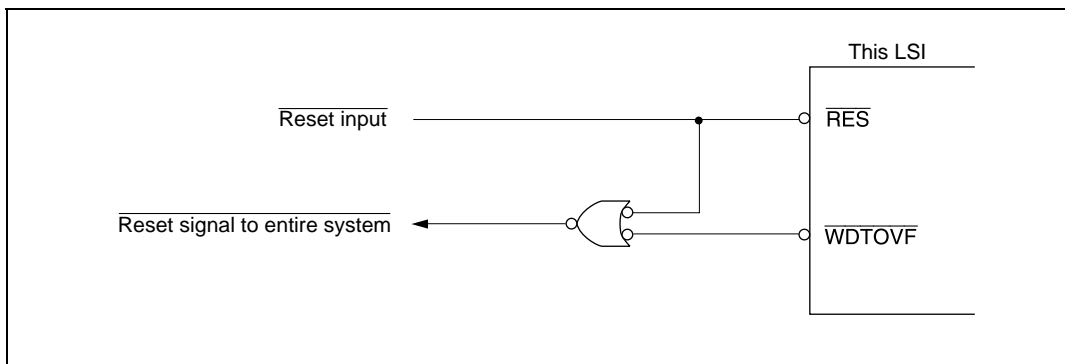 This LSI
Reset input
RES
Reset signal to entire system
WDTOVF